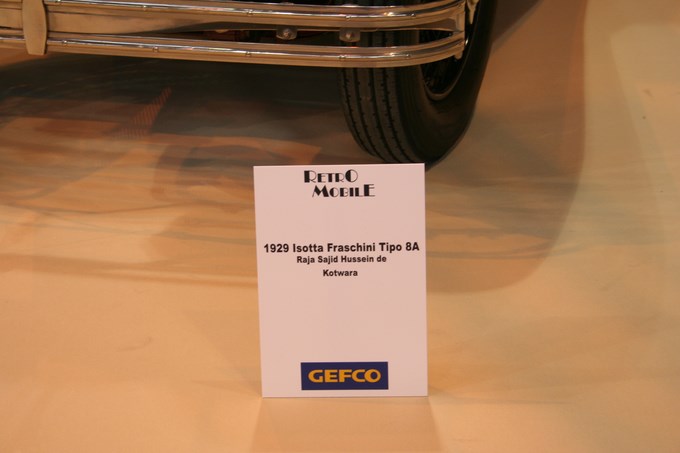 RETRO
MOBILE
1929 Isotta Fraschini Tipo 8A
Raja Sajid Hussein de
Kotwara
GEFCO